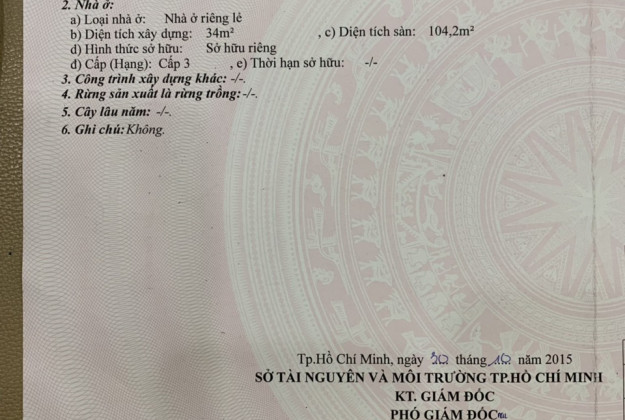 2. Nhà ở:
a) Loại nhà ở: Nhà ở riêng lẻ
b) Diện tích xây dựng: 34m² , c) Diện tích sàn: 104,2m²
d) Hình thức sở hữu: Sở hữu riêng
đ) Cấp (Hạng): Cấp 3 , e) Thời hạn sở hữu: -/-
3. Công trình xây dựng khác: -/-.
4. Rừng sản xuất là rừng trồng: -/-.
5. Cây lâu năm: -/-.
6. Ghi chú: Không.
Tp.Hồ Chí Minh, ngày tháng năm 2015
SỞ TÀI NGUYÊN VÀ MÔI TRƯỜNG TP.HỒ CHÍ MINH
KT. GIÁM ĐỐC
PHÓ GIÁM ĐỐC